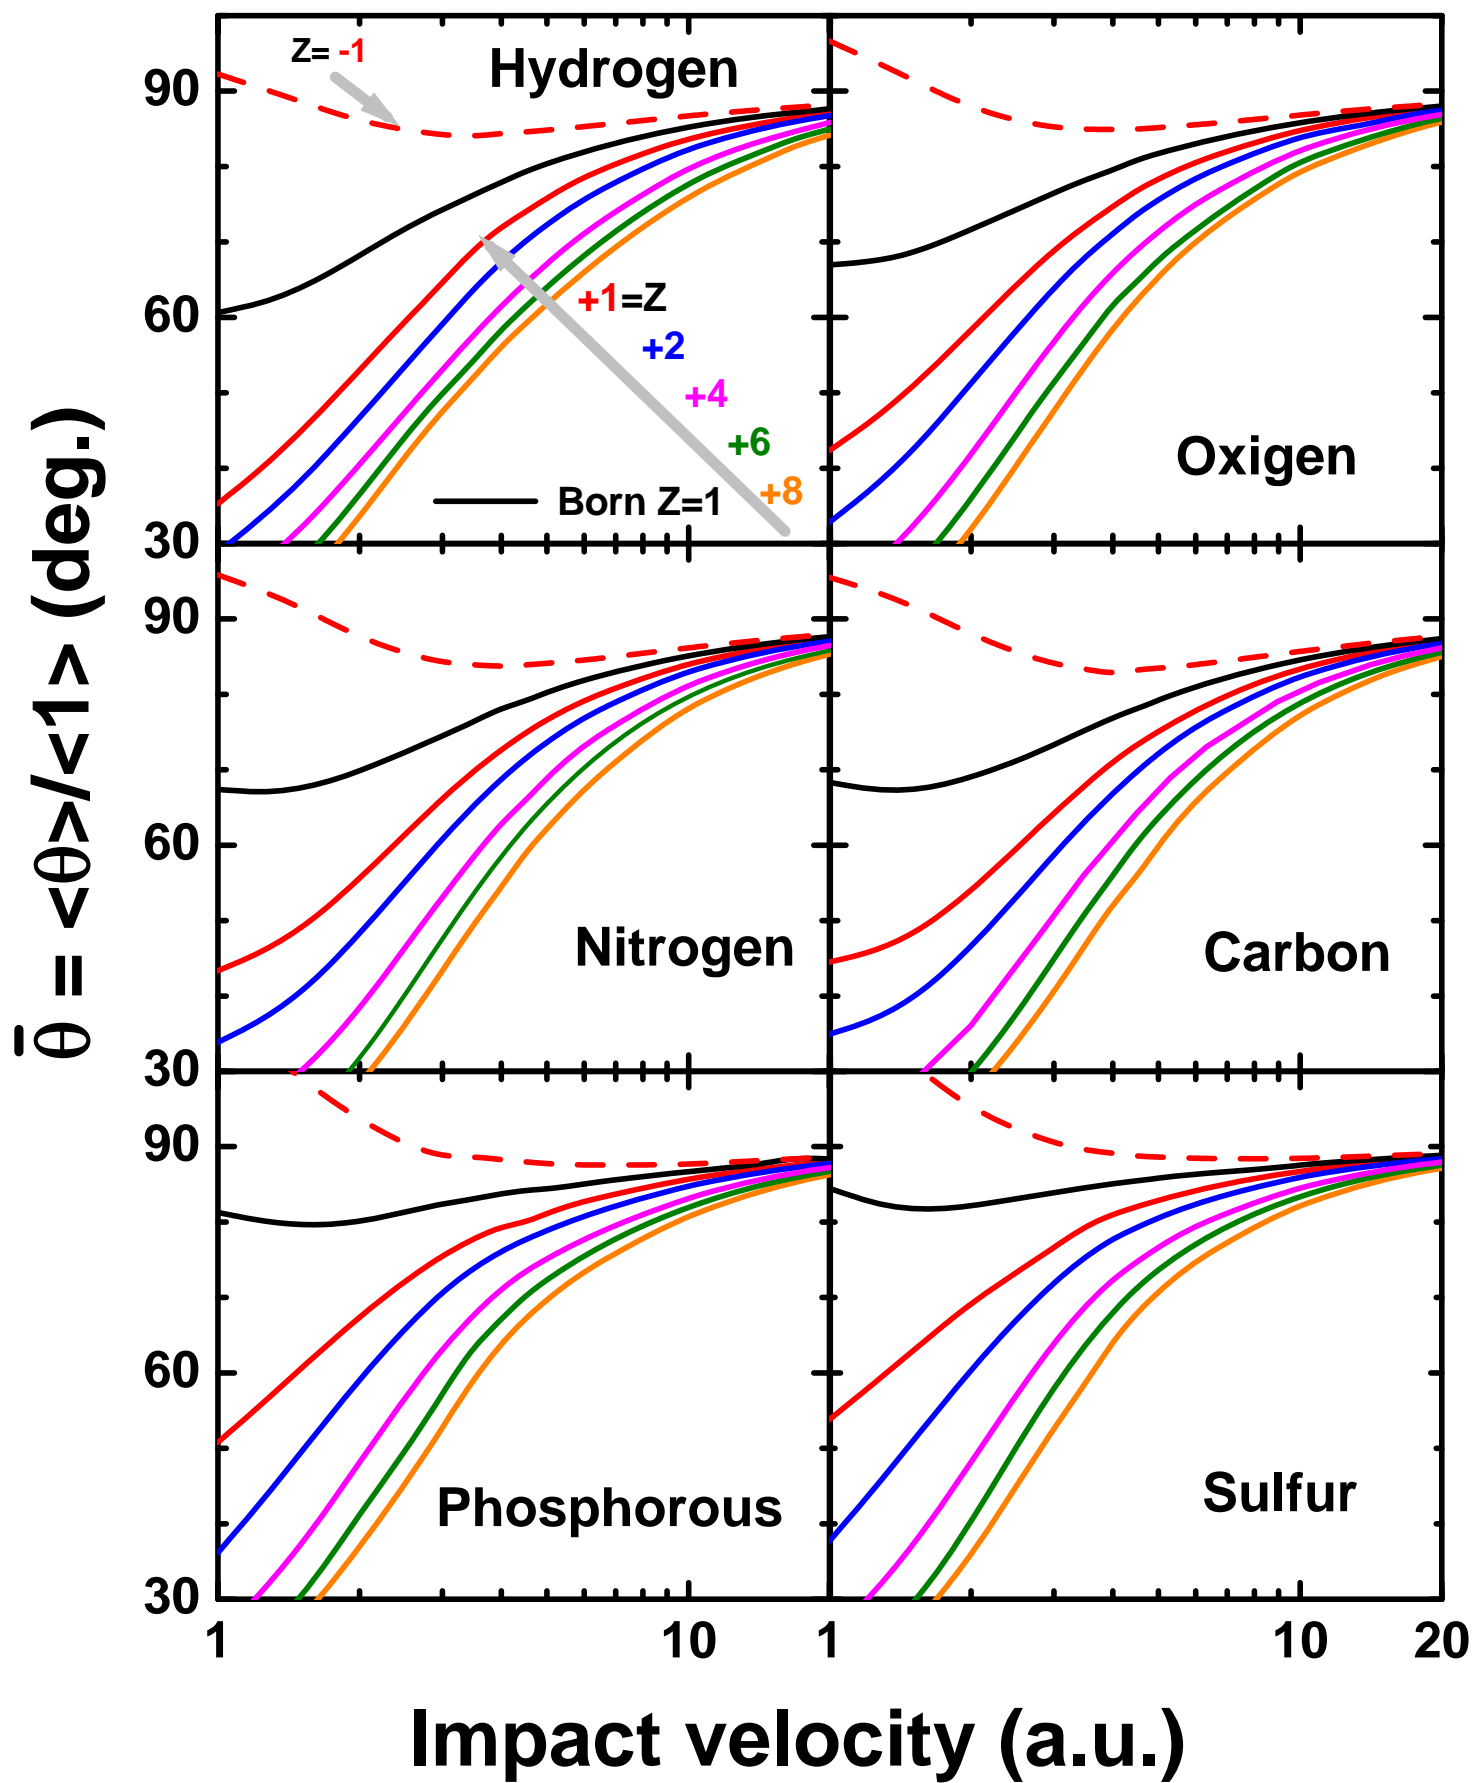 Z= -1
Hydrogen
90
60
30
+1=Z
+2
+4
+6
+8
Born Z=1
Oxigen
90
60
30
Nitrogen
Carbon
90
60
30
Phosphorous
Sulfur
1
10
1
10
20
θ̄ = <θ>/<1> (deg.)
Impact velocity (a.u.)